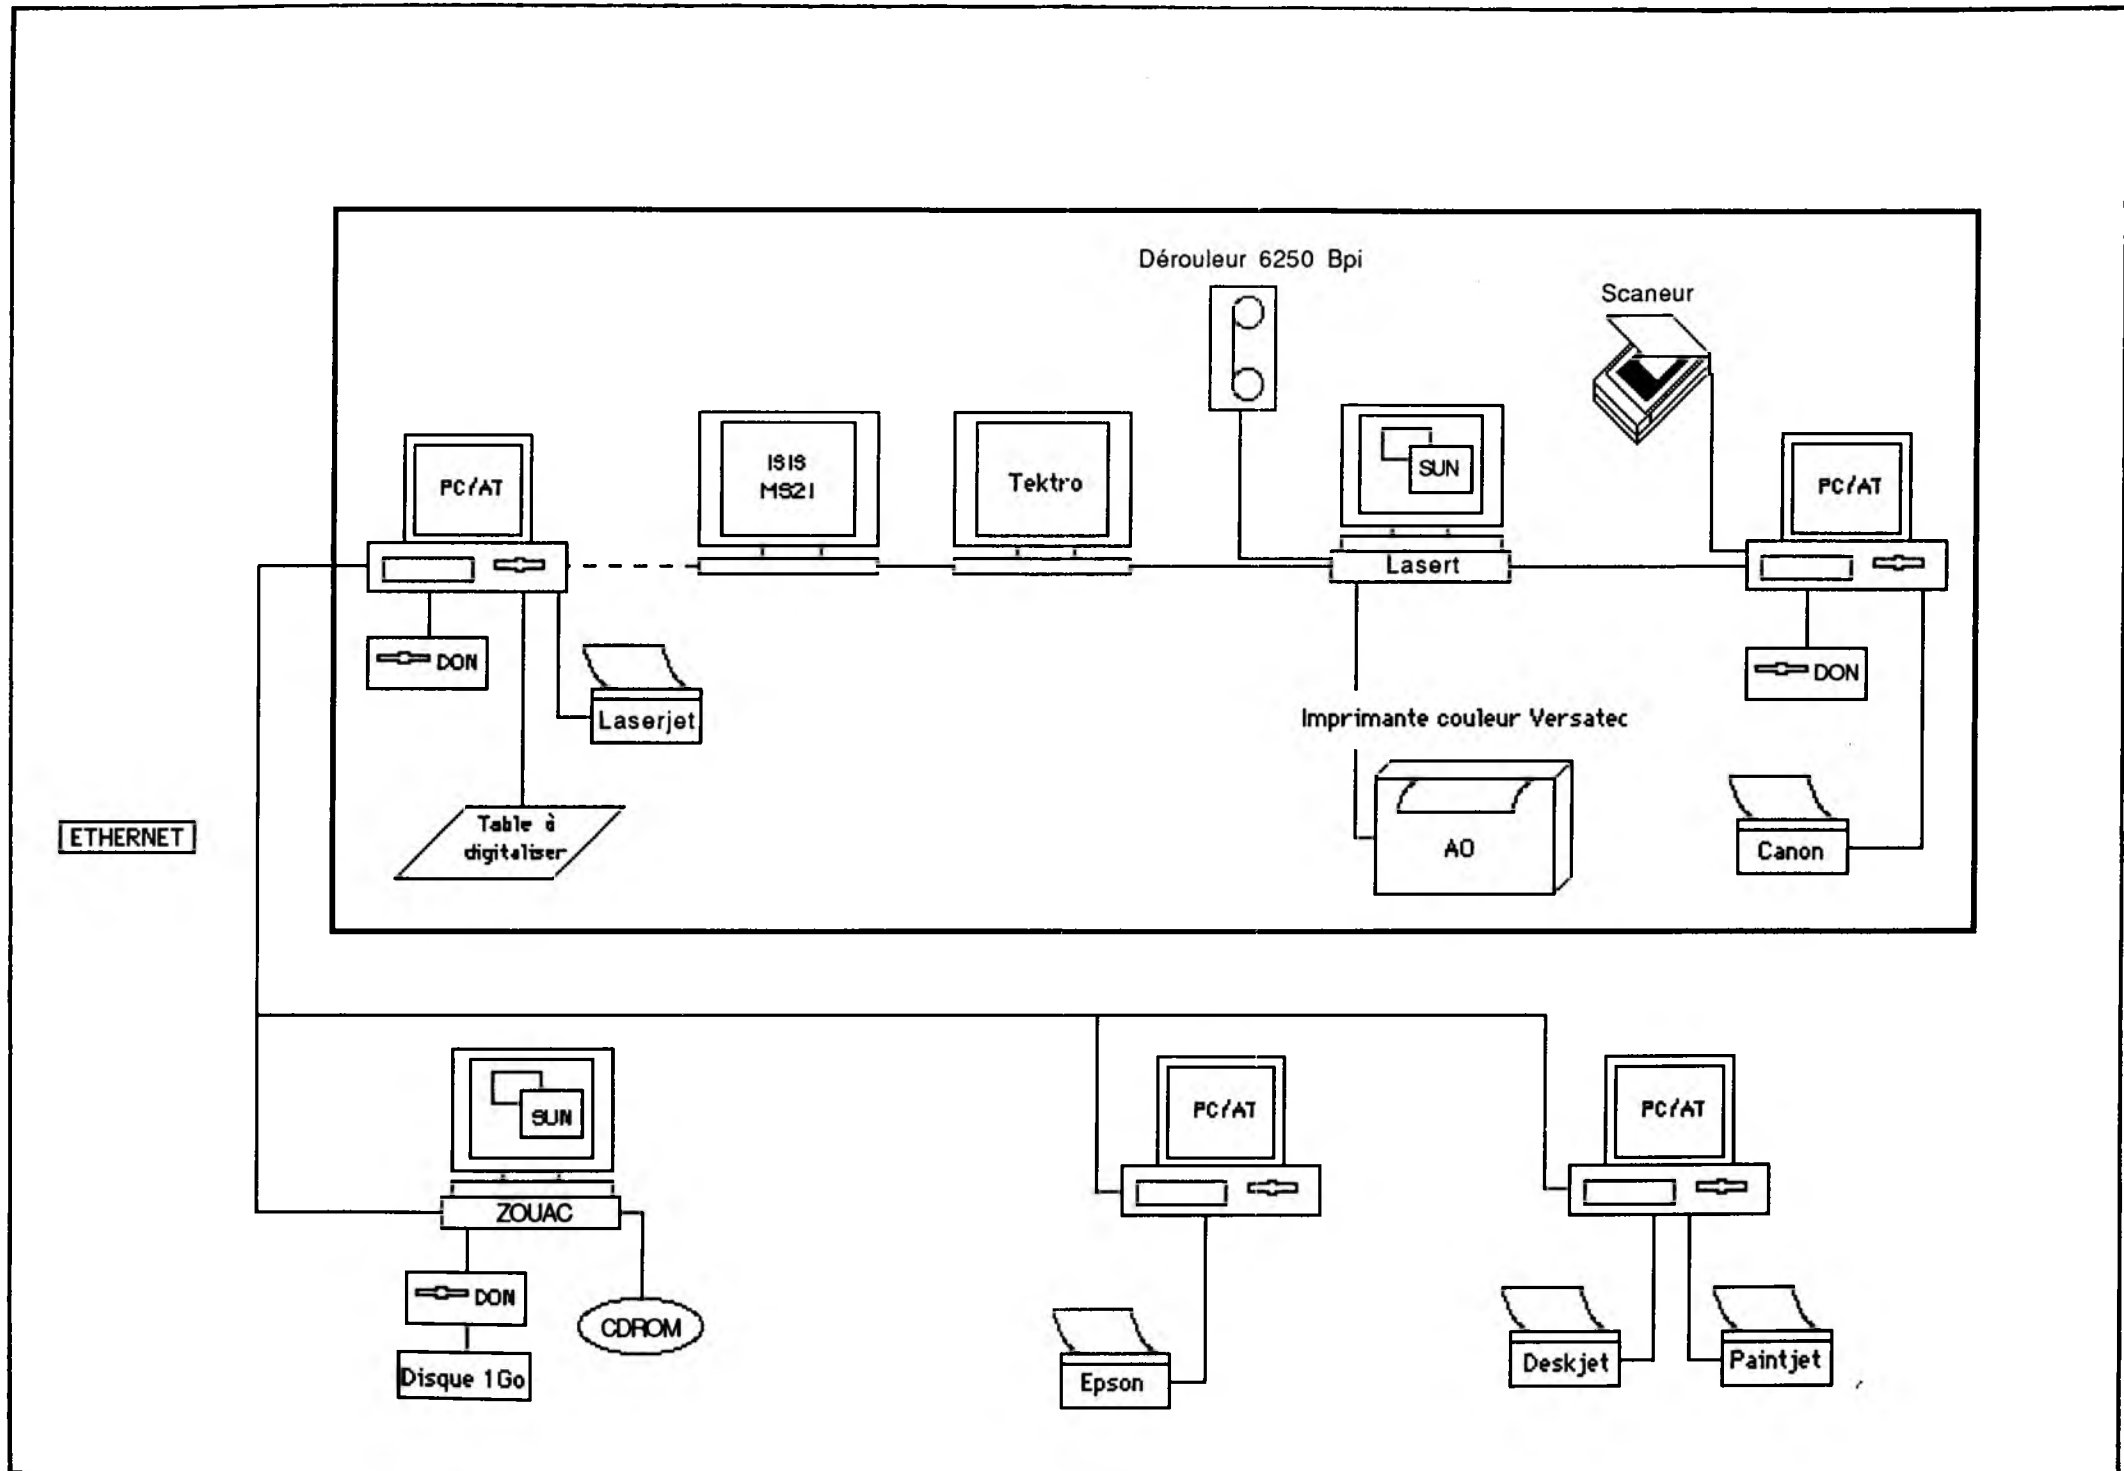 Dérouleur 6250 Bpi
Scaneur
PC/AT
ISIS
MS2I
Tektro
SUN
Lasert
PC/AT
DON
Laserjet
DON
Imprimante couleur Versatec
Table à
digitaliser
ETHERNET
A0
Canon
SUN
ZOUAC
PC/AT
PC/AT
DON
CDROM
Disque 1Go
Epson
Deskjet
Paintjet